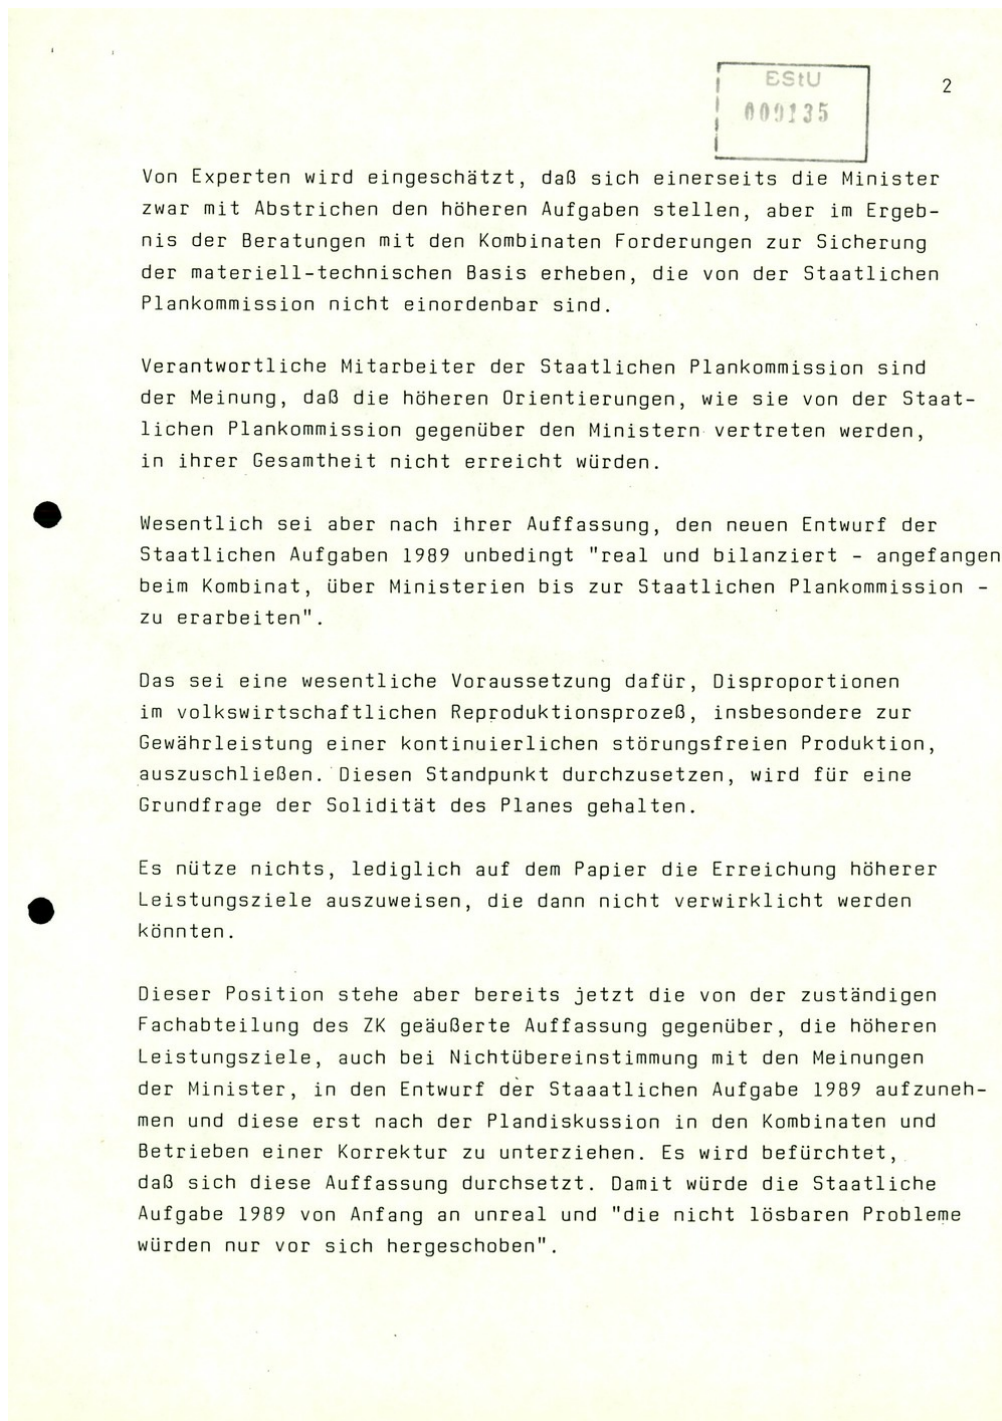 BStU
000135
2
Von Experten wird eingeschätzt, daß sich einerseits die Minister
zwar mit Abstrichen den höheren Aufgaben stellen, aber im Ergeb-
nis der Beratungen mit den Kombinaten Forderungen zur Sicherung
der materiell-technischen Basis erheben, die von der Staatlichen
Plankommission nicht einordenbar sind.
Verantwortliche Mitarbeiter der Staatlichen Plankommission sind
der Meinung, daß die höheren Orientierungen, wie sie von der Staat-
lichen Plankommission gegenüber den Ministern vertreten werden,
in ihrer Gesamtheit nicht erreicht würden.
Wesentlich sei aber nach ihrer Auffassung, den neuen Entwurf der
Staatlichen Aufgaben 1989 unbedingt "real und bilanziert - angefangen
beim Kombinat, über Ministerien bis zur Staatlichen Plankommission -
zu erarbeiten".
Das sei eine wesentliche Voraussetzung dafür, Disproportionen
im volkswirtschaftlichen Reproduktionsprozeß, insbesondere zur
Gewährleistung einer kontinuierlichen störungsfreien Produktion,
auszuschließen. Diesen Standpunkt durchzusetzen, wird für eine
Grundfrage der Solidität des Planes gehalten.
Es nütze nichts, lediglich auf dem Papier die Erreichung höherer
Leistungsziele auszuweisen, die dann nicht verwirklicht werden
könnten.
Dieser Position stehe aber bereits jetzt die von der zuständigen
Fachabteilung des ZK geäußerte Auffassung gegenüber, die höheren
Leistungsziele, auch bei Nichtübereinstimmung mit den Meinungen
der Minister, in den Entwurf der Staaatlichen Aufgabe 1989 aufzuneh-
men und diese erst nach der Plandiskussion in den Kombinaten und
Betrieben einer Korrektur zu unterziehen. Es wird befürchtet,
daß sich diese Auffassung durchsetzt. Damit würde die Staatliche
Aufgabe 1989 von Anfang an unreal und "die nicht lösbaren Probleme
würden nur vor sich hergeschoben".